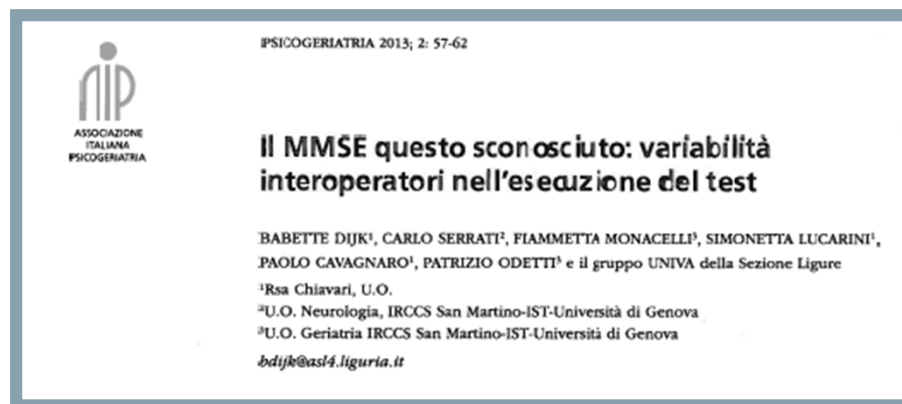 PSICOGERIATRIA 2013; 2: 57-62
AIP
ASSOCIAZIONE
ITALIANA
PSICOGERIATRIA
Il MMSE questo sconosciuto: variabilità
interoperatori nell'esecuzione del test
BABETTE DIJK¹, CARLO SERRATI², FIAMMETTA MONACELLI³, SIMONETTA LUCARINI¹,
PAOLO CAVAGNARO¹, PATRIZIO ODETTI³ e il gruppo UNIVA della Sezione Ligure
¹Rsa Chiavari, U.O.
²U.O. Neurologia, IRCCS San Martino-IST-Università di Genova
³U.O. Geriatria IRCCS San Martino-IST-Università di Genova
bdijk@asl4.liguria.it